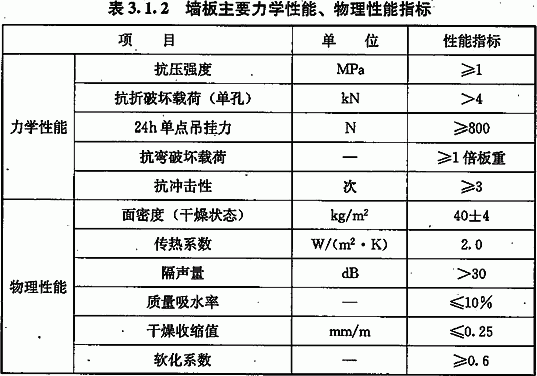 表3.1.2 墙板主要力学性能、物理性能指标
项 目 单 位 性能指标
力学性能 抗压强度 MPa ≥1
抗折破坏载荷（单孔） kN >4
24h单点吊挂力 N ≥800
抗弯破坏载荷 — ≥1倍板重
抗冲击性 次 ≥3
物理性能 面密度（干燥状态） kg/m² 40±4
传热系数 W/(m²·K) 2.0
隔声量 dB >30
质量吸水率 — ≤10%
干燥收缩值 mm/m ≤0.25
软化系数 — ≥0.6